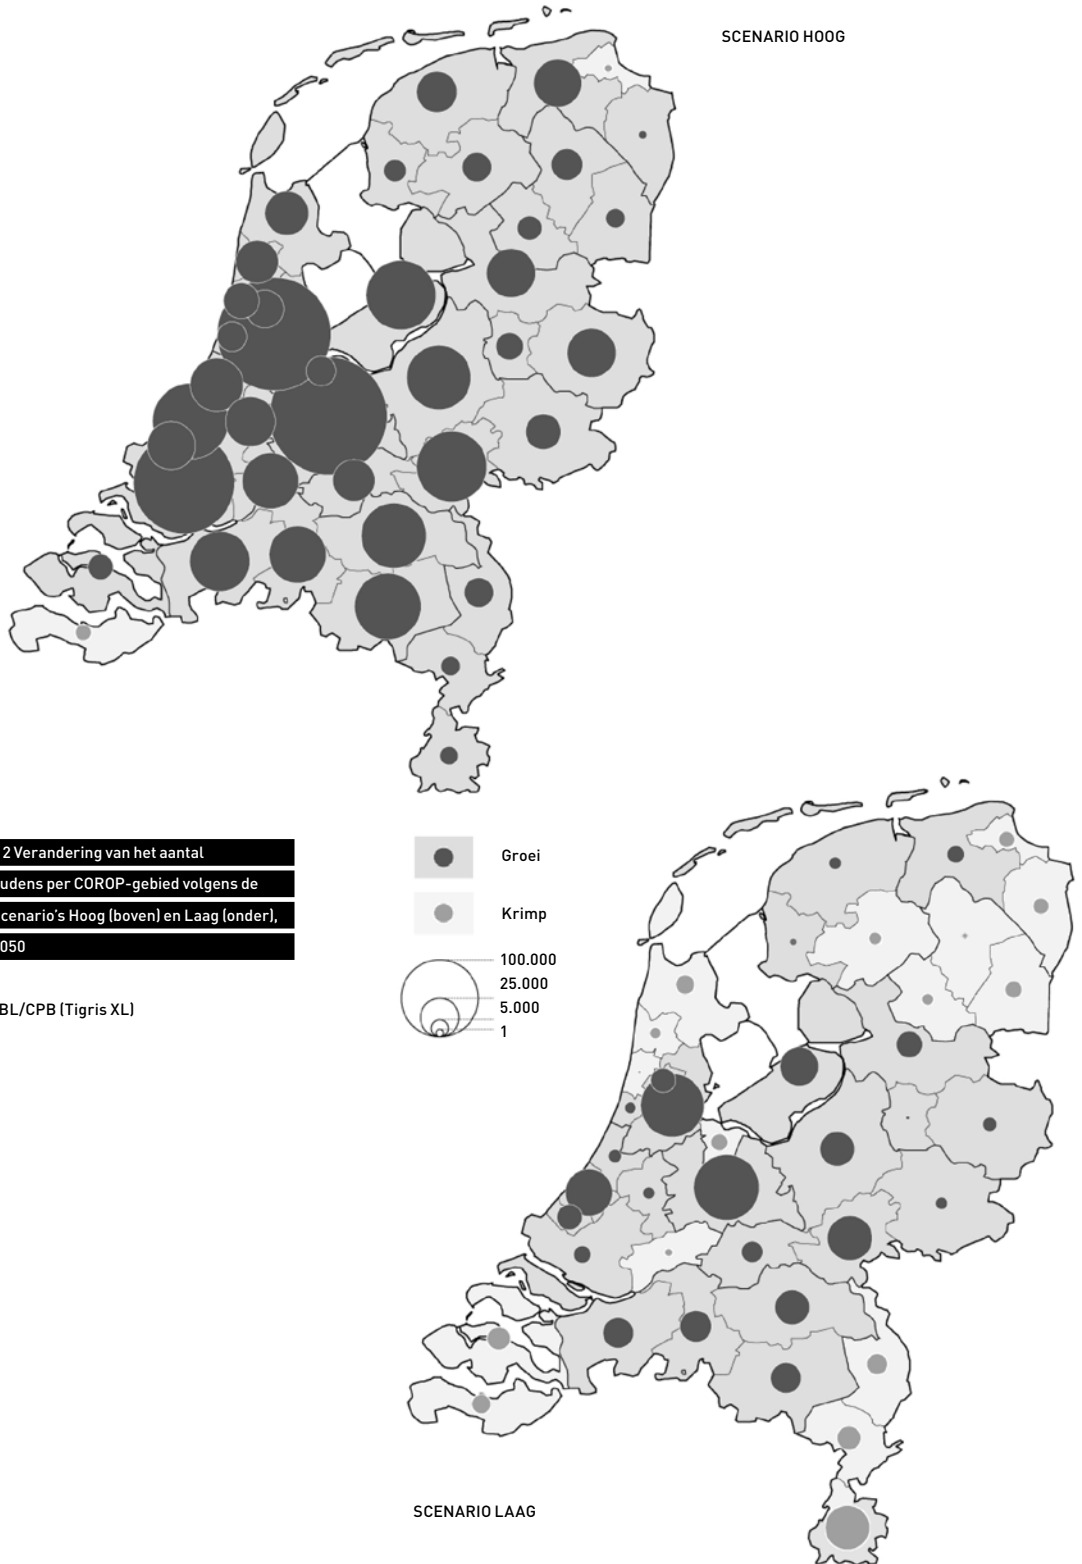 SCENARIO HOOG
2 Verandering van het aantal
udens per COROP-gebied volgens de
cenario's Hoog (boven) en Laag (onder),
050
BL/CPB (Tigris XL)
Groei
Krimp
100.000
25.000
5.000
1
SCENARIO LAAG